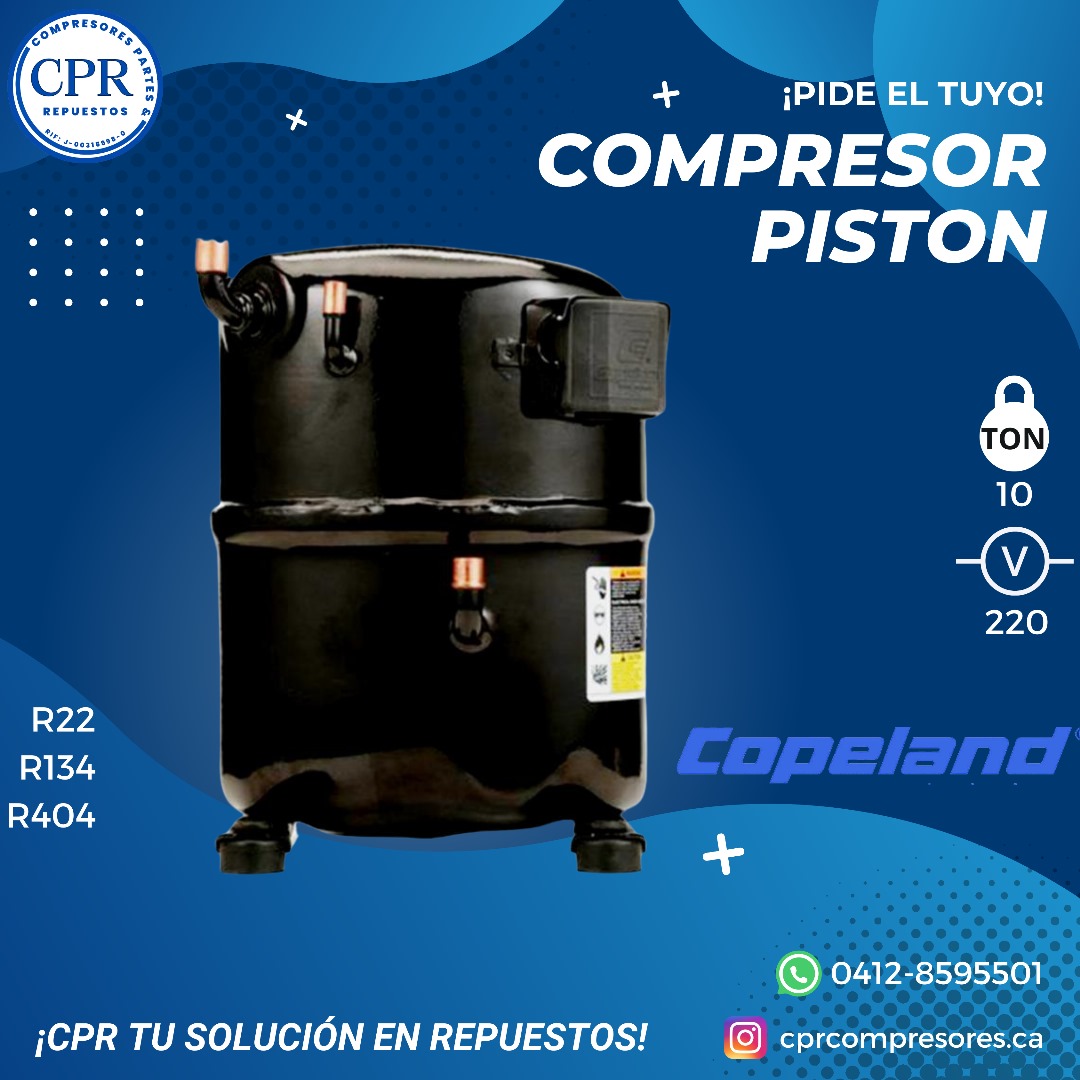 COMPRESORES PARTES &
CPR
REPUESTOS
¡PIDE EL TUYO!
COMPRESOR
PISTON
TON
10
V
220
R22
R134
R404
Copeland
0412-8595501
¡CPR TU SOLUCIÓN EN REPUESTOS!
cprcompresores.ca